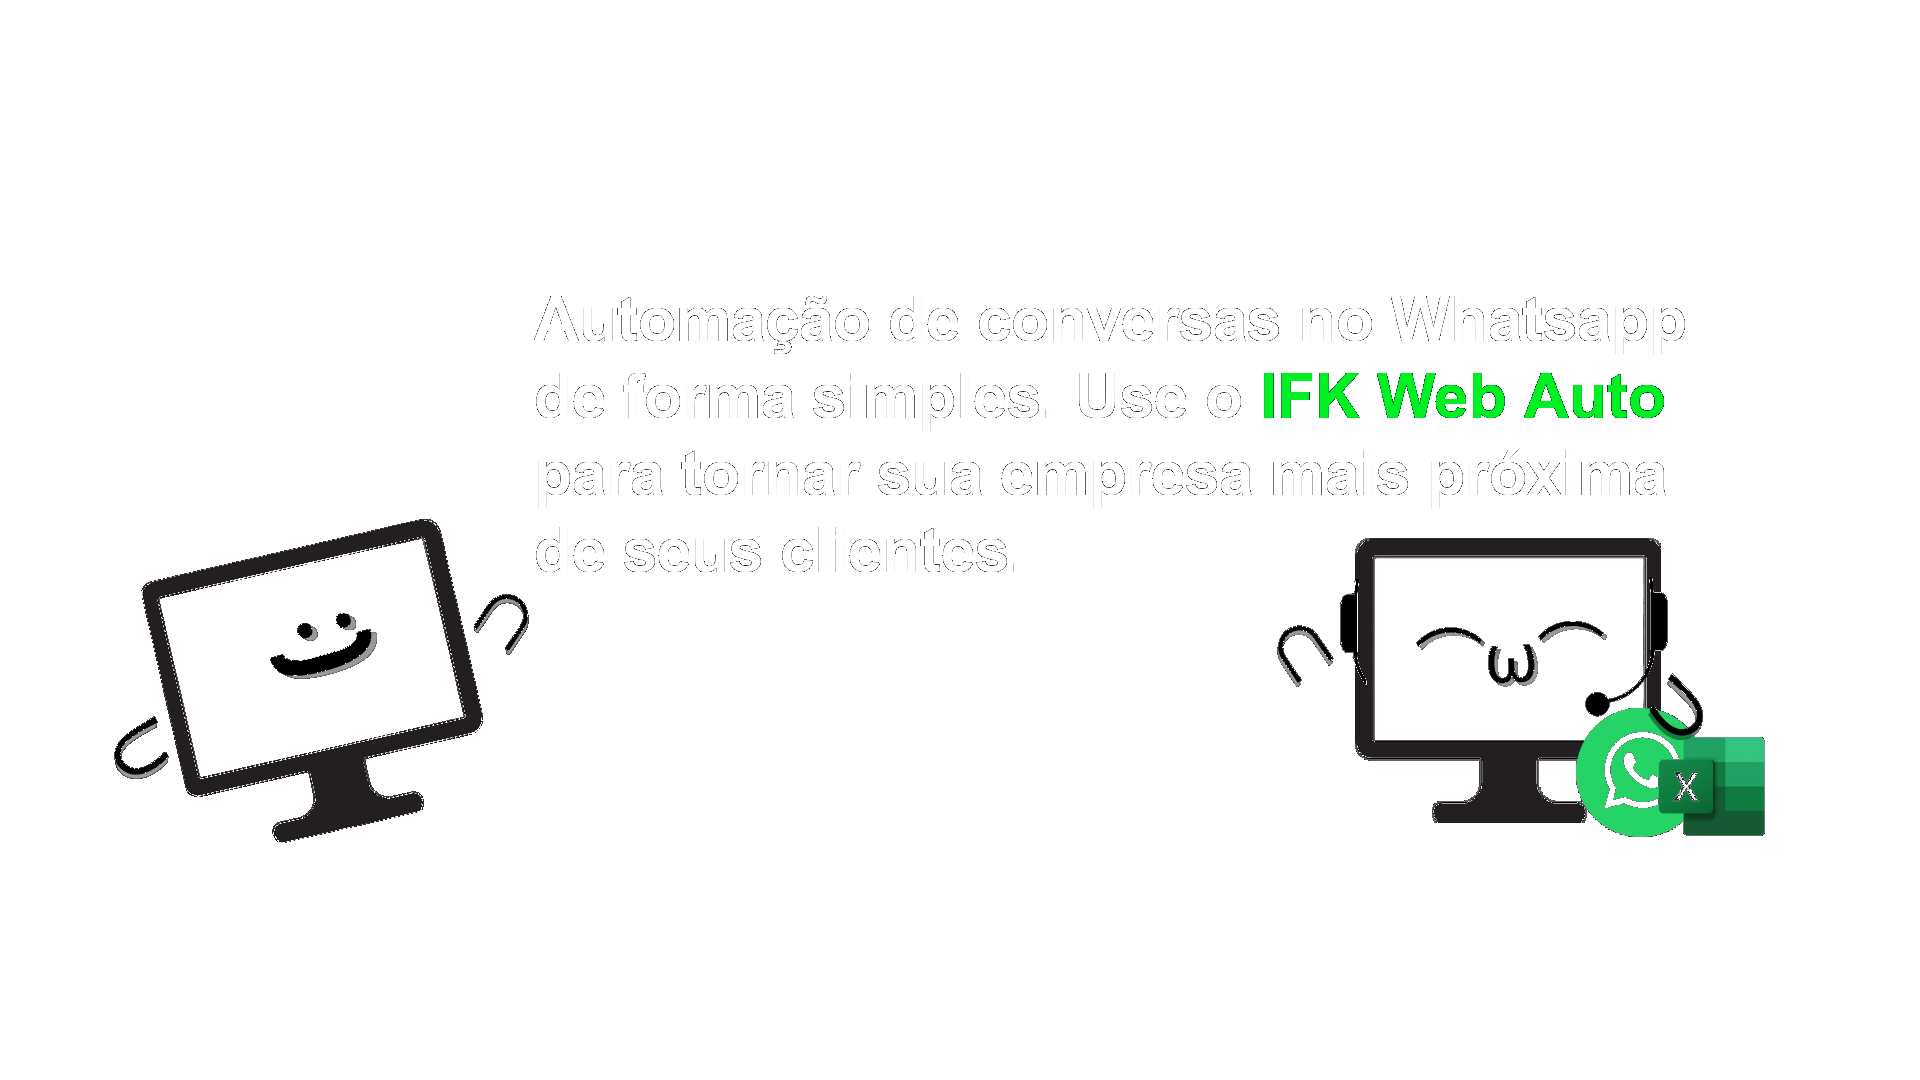 Automação de conversas no Whatsapp
de forma simples. Use o IFK Web Auto
para tornar sua empresa mais próxima
de seus clientes.
X